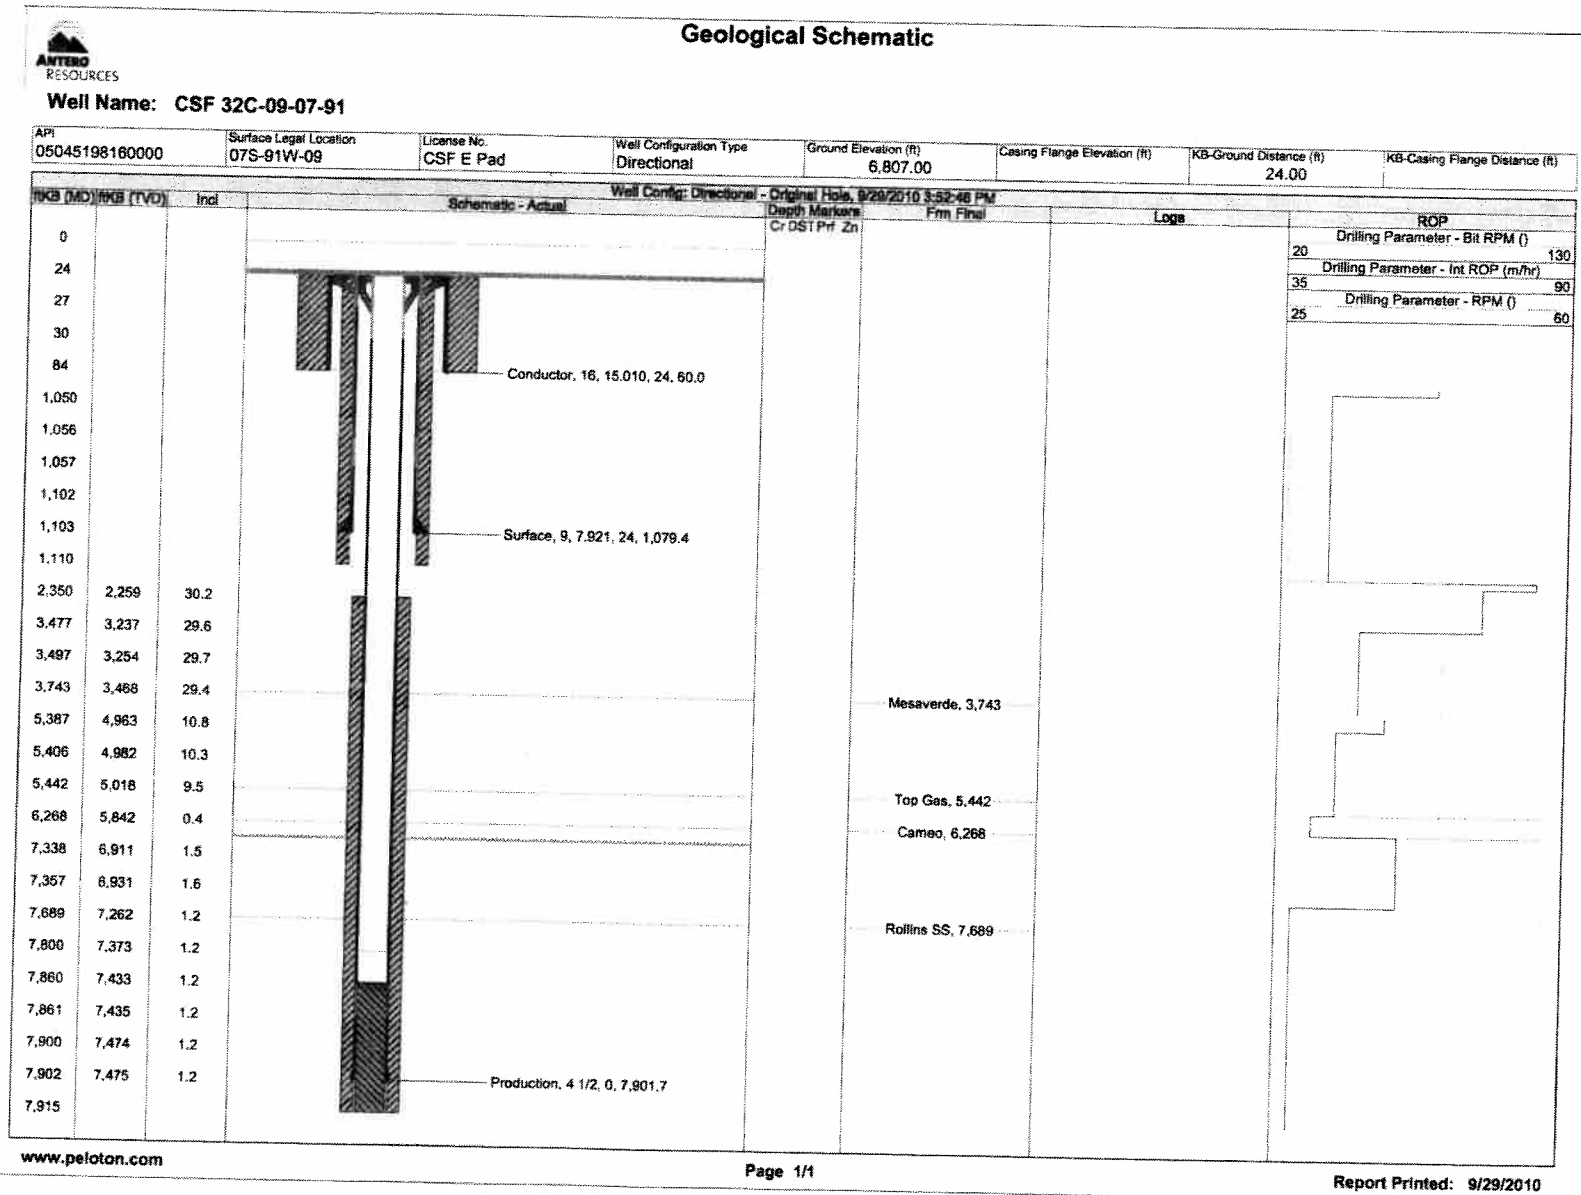 Geological Schematic
ANTERO
RESOURCES
Well Name: CSF 32C-09-07-91
API Surface Legal Location License No. Well Configuration Type Ground Elevation (ft) Casing Flange Elevation (ft) KB-Ground Distance (ft) KB-Casing Flange Distance (ft)
05045198160000 07S-91W-09 CSF E Pad Directional 6,807.00 24.00
Well Config: Directional - Original Hole, 9/29/2010 3:52:48 PM
ftKB (MD) ftKB (TVD) Incl Schematic - Actual Depth Markers Frm Final Logs ROP
Cr DST Prf Zn
Drilling Parameter - Bit RPM ()
20 130
Drilling Parameter - Int ROP (m/hr)
35 90
Drilling Parameter - RPM ()
25 60
0
24
27
30
84
Conductor, 16, 15.010, 24, 60.0
1,050
1,056
1,057
1,102
1,103
Surface, 9, 7.921, 24, 1,079.4
1,110
2,350 2,259 30.2
3,477 3,237 29.6
3,497 3,254 29.7
3,743 3,468 29.4 Mesaverde, 3,743
5,387 4,963 10.8
5,406 4,982 10.3
5,442 5,018 9.5 Top Gas, 5,442
6,268 5,842 0.4 Cameo, 6,268
7,338 6,911 1.5
7,357 6,931 1.6
7,689 7,262 1.2 Rollins SS, 7,689
7,800 7,373 1.2
7,860 7,433 1.2
7,861 7,435 1.2
7,900 7,474 1.2
7,902 7,475 1.2 Production, 4 1/2, 0, 7,901.7
7,915
www.peloton.com Page 1/1 Report Printed: 9/29/2010